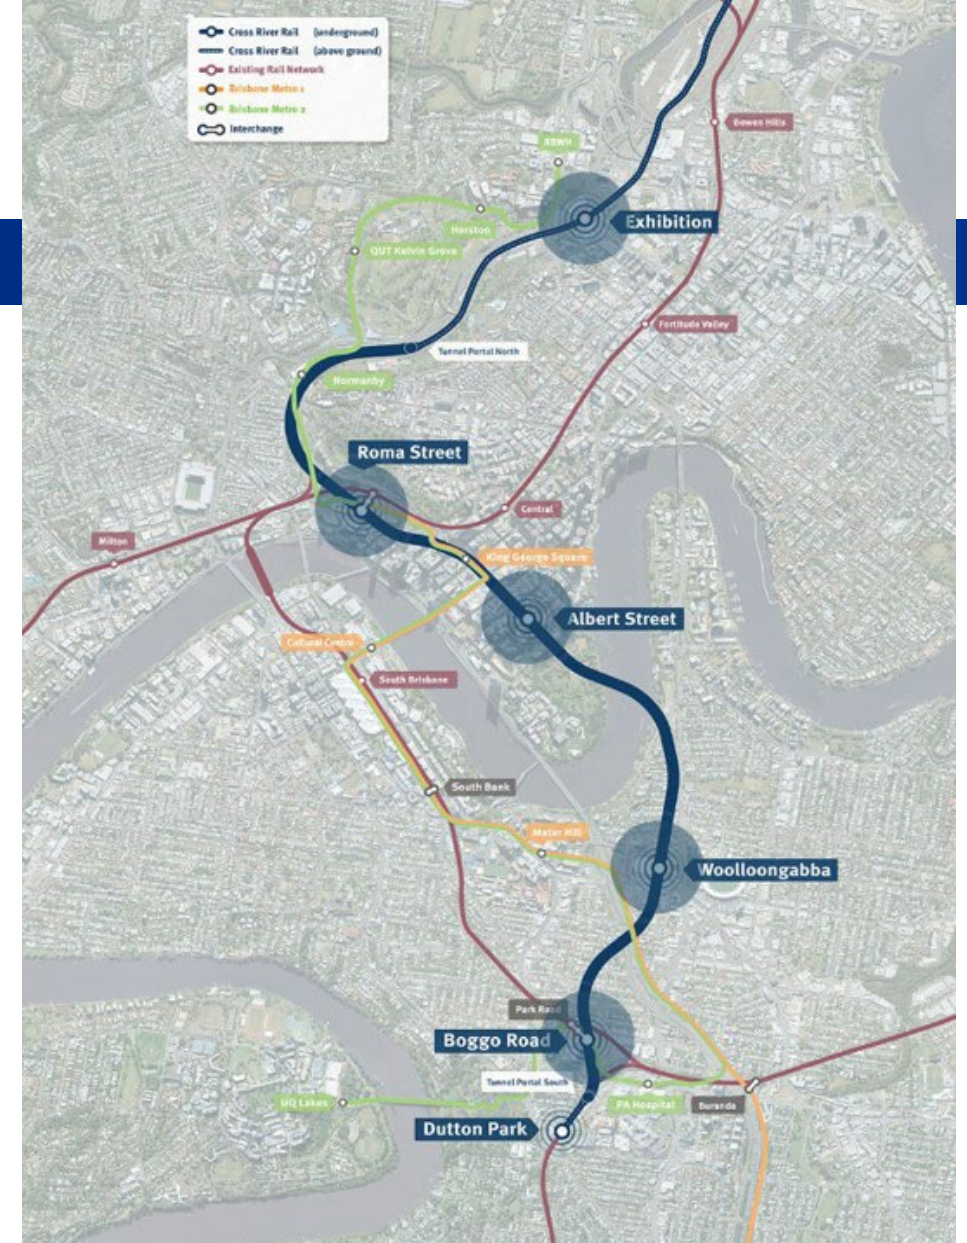 Cross River Rail (underground)
Cross River Rail (above ground)
Existing Rail Network
Brisbane Metro 1
Brisbane Metro 2
Interchange
Bowen Hills
RBWH
Exhibition
Herston
QUT Kelvin Grove
Fortitude Valley
Tunnel Portal North
Normanby
Roma Street
Central
Milton
King George Square
Albert Street
Cultural Centre
South Brisbane
South Bank
Mater Hill
Woolloongabba
Park Road
Boggo Road
Tunnel Portal South
UQ Lakes
PA Hospital
Buranda
Dutton Park